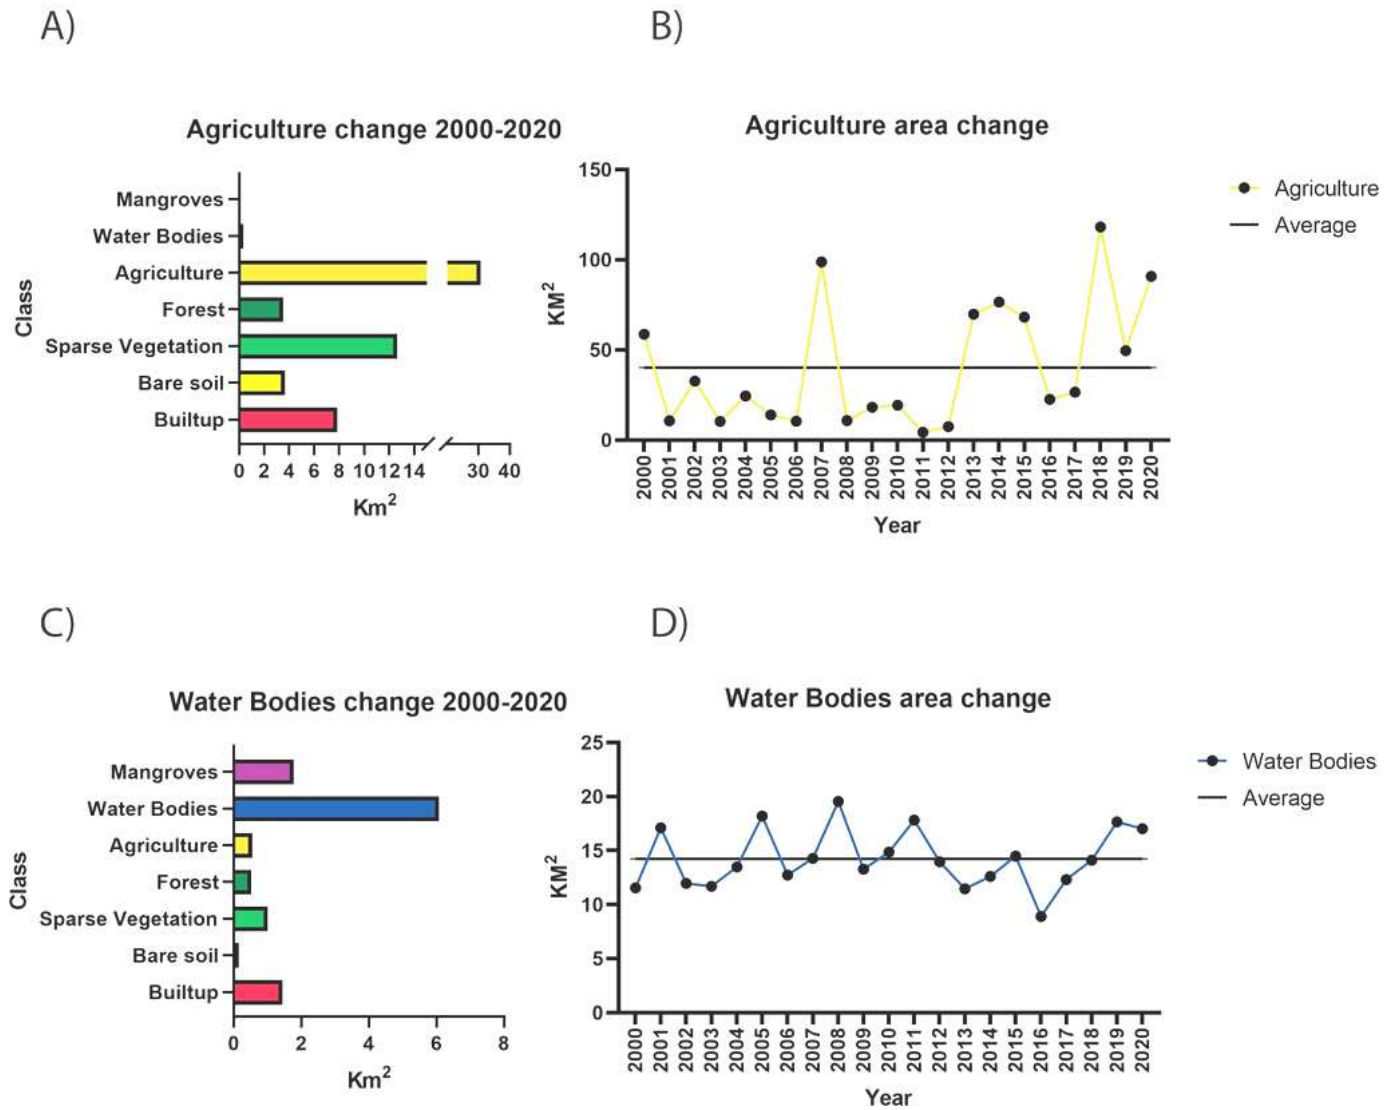 A)
Agriculture change 2000-2020
Class
Mangroves
Water Bodies
Agriculture
Forest
Sparse Vegetation
Bare soil
Builtup
0 2 4 6 8 10 12 14 30 40
Km²
B)
Agriculture area change
KM²
150
100
50
0
2000 2001 2002 2003 2004 2005 2006 2007 2008 2009 2010 2011 2012 2013 2014 2015 2016 2017 2018 2019 2020
Year
Agriculture
Average
C)
Water Bodies change 2000-2020
Class
Mangroves
Water Bodies
Agriculture
Forest
Sparse Vegetation
Bare soil
Builtup
0 2 4 6 8
Km²
D)
Water Bodies area change
KM²
25
20
15
10
5
0
2000 2001 2002 2003 2004 2005 2006 2007 2008 2009 2010 2011 2012 2013 2014 2015 2016 2017 2018 2019 2020
Year
Water Bodies
Average